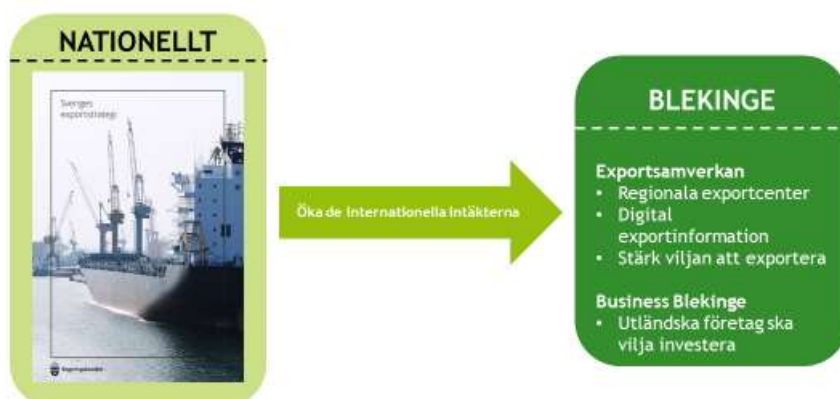 NATIONELLT
Sveriges
exportstrategi
Regeringskansliet
Öka de internationella intäkterna
BLEKINGE
Exportsamverkan
• Regionala exportcenter
• Digital
exportinformation
• Stärk viljan att exportera
Business Blekinge
• Utländska företag ska
vilja investera